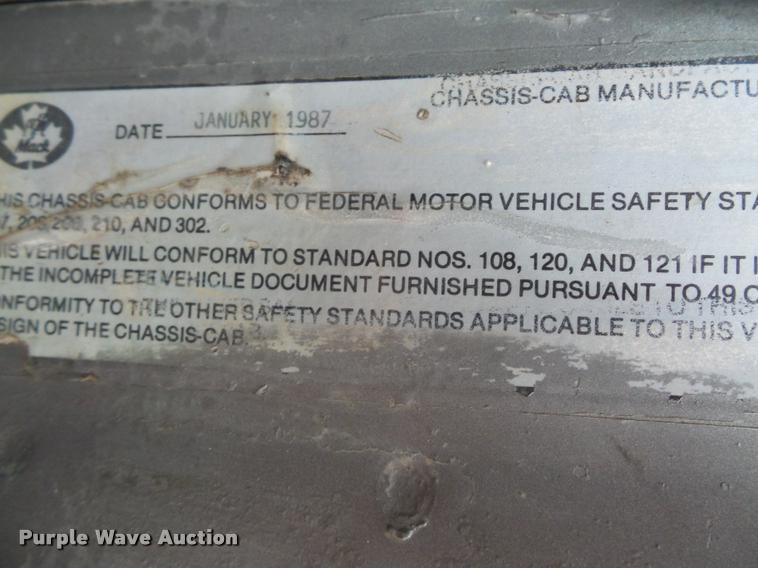 CHASSIS-CAB MANUFACTU
DATE JANUARY 1987
Mack
HIS CHASSIS-CAB CONFORMS TO FEDERAL MOTOR VEHICLE SAFETY STA
210, AND 302.
IS VEHICLE WILL CONFORM TO STANDARD NOS. 108, 120, AND 121 IF IT I
THE INCOMPLETE VEHICLE DOCUMENT FURNISHED PURSUANT TO 49 C
NFORMITY TO THE OTHER SAFETY STANDARDS APPLICABLE TO THIS V
SIGN OF THE CHASSIS-CAB.
Purple Wave Auction